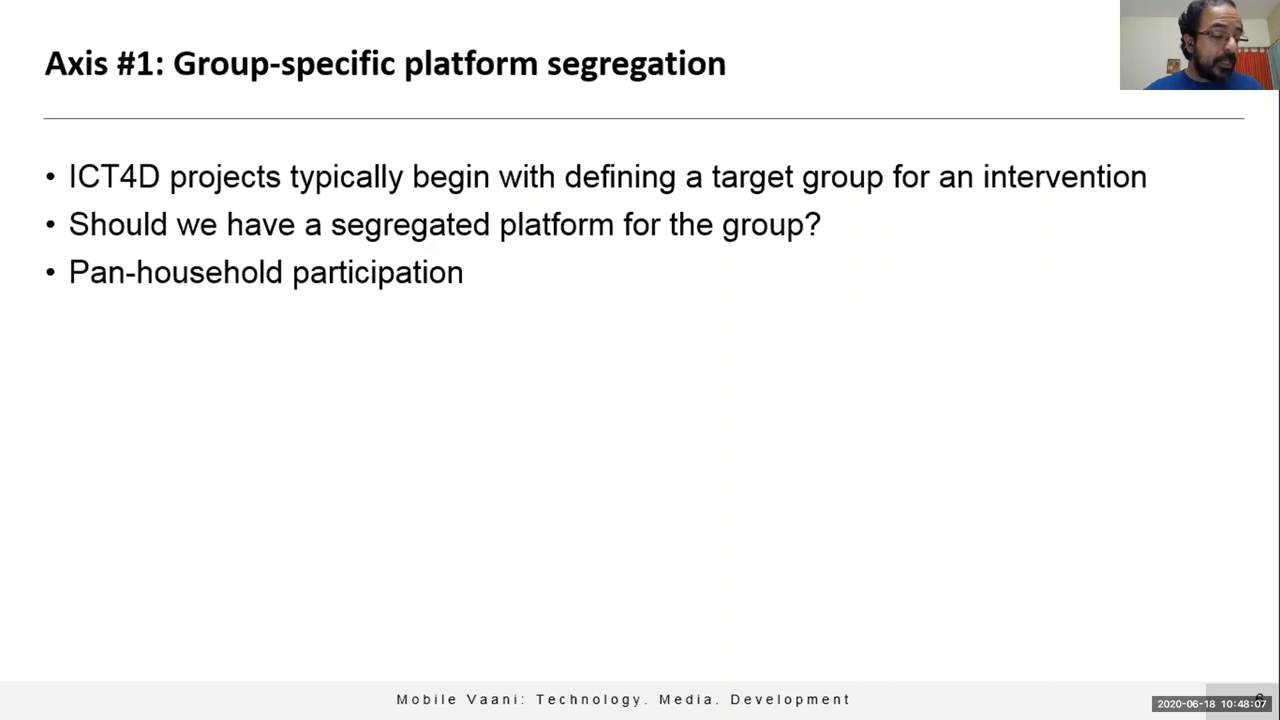 Axis #1: Group-specific platform segregation
• ICT4D projects typically begin with defining a target group for an intervention
• Should we have a segregated platform for the group?
• Pan-household participation
Mobile Vaani: Technology. Media. Development
6
2020-06-18 10:48:07